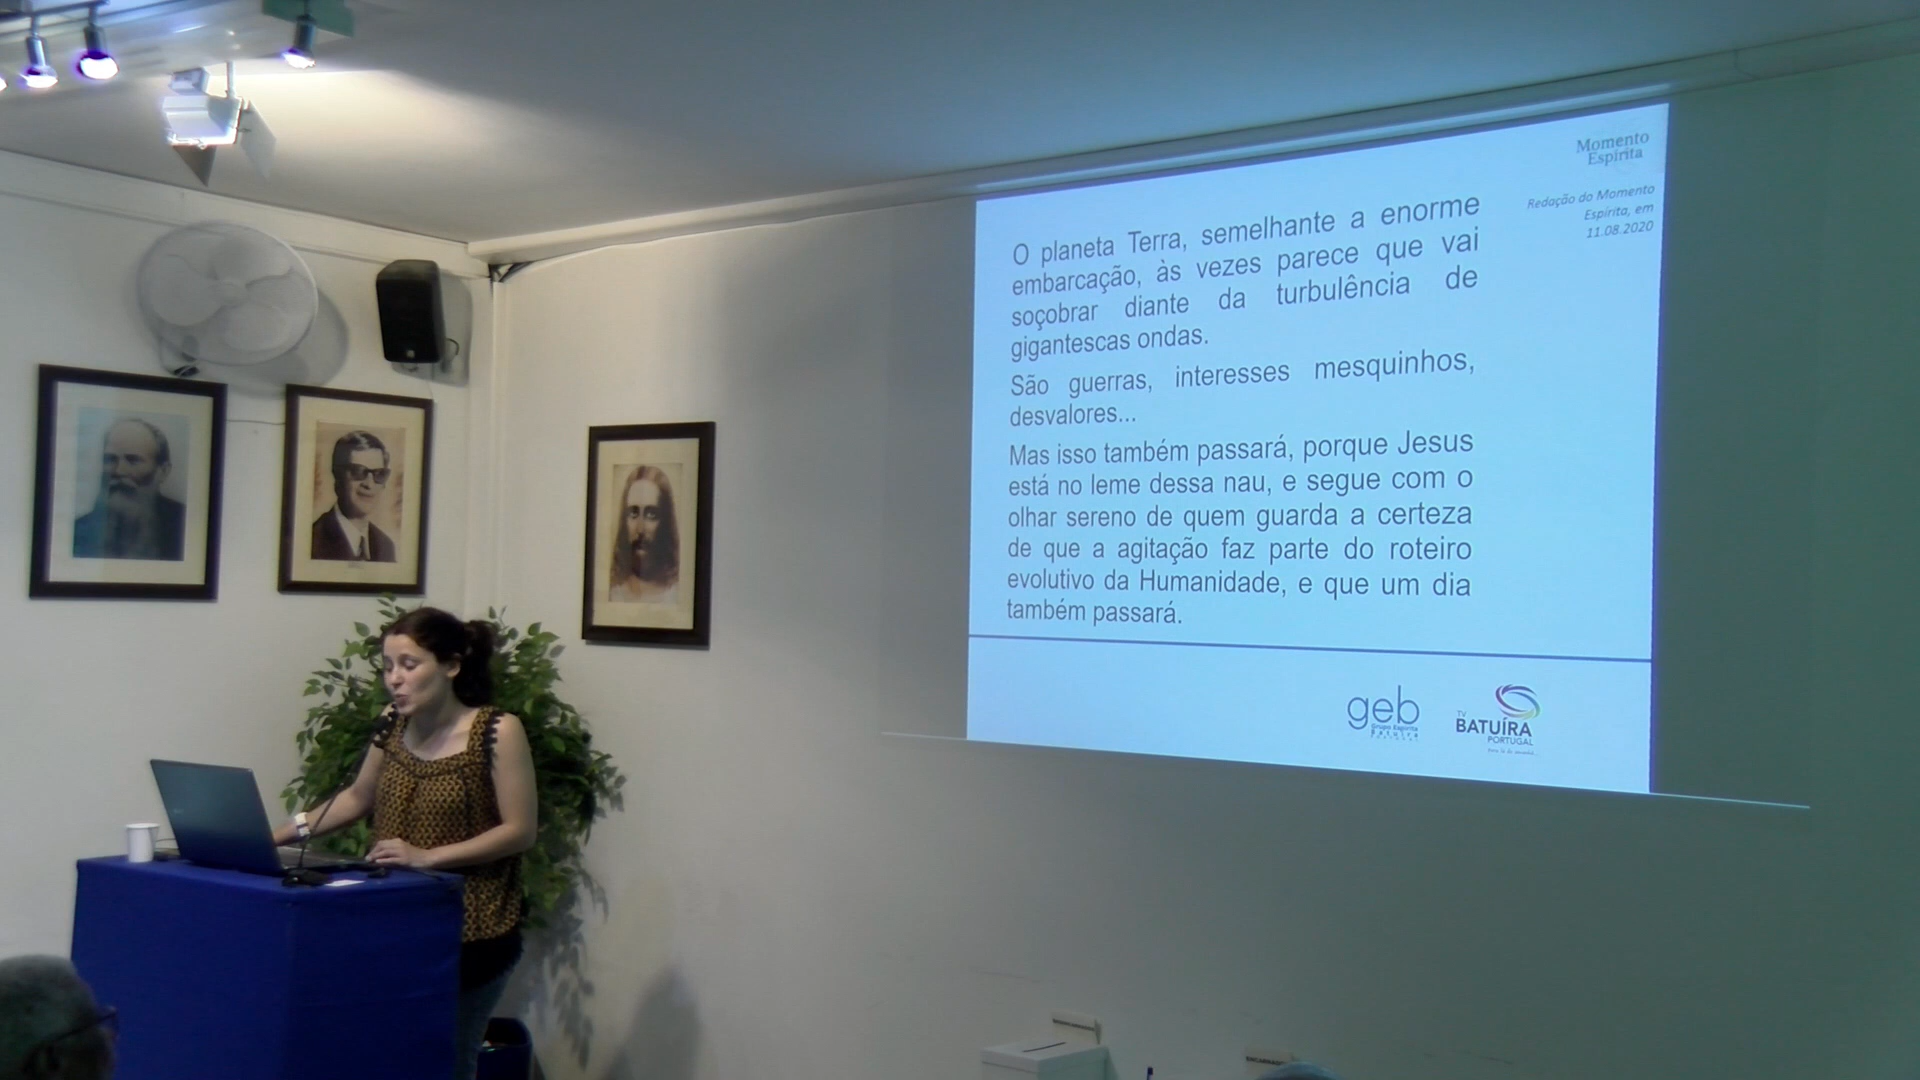 Momento
Espírita
Redação do Momento
Espírita, em
11.08.2020
O planeta Terra, semelhante a enorme
embarcação, às vezes parece que vai
soçobrar diante da turbulência de
gigantescas ondas.
São guerras, interesses mesquinhos,
desvalores...
Mas isso também passará, porque Jesus
está no leme dessa nau, e segue com o
olhar sereno de quem guarda a certeza
de que a agitação faz parte do roteiro
evolutivo da Humanidade, e que um dia
também passará.
geb
Grupo Espírita
Batuíra
TV
BATUÍRA
PORTUGAL